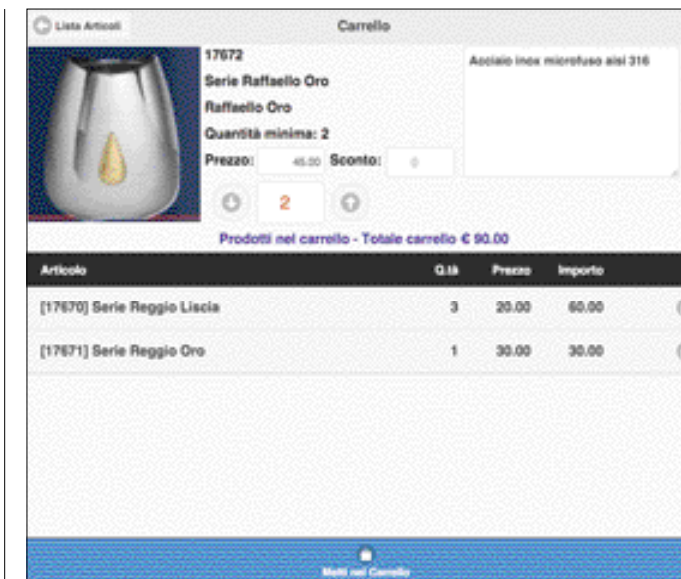 Lista Articoli
Carrello
17672
Serie Raffaello Oro
Raffaello Oro
Quantità minima: 2
Prezzo: 45.00 Sconto: 0
2
Acciaio inox microfuso aisi 316
Prodotti nel carrello - Totale carrello € 90.00
Articolo Q.tà Prezzo Importo
[17670] Serie Reggio Liscia 3 20.00 60.00
[17671] Serie Reggio Oro 1 30.00 30.00
Metti nel Carrello